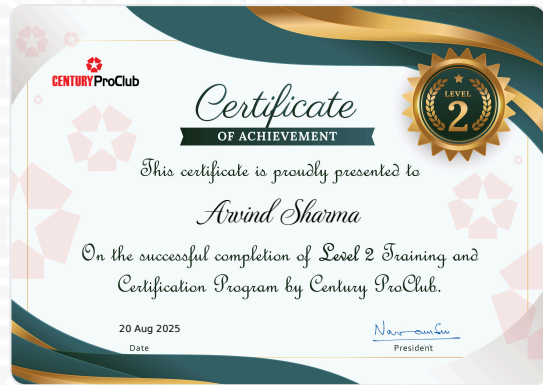 CENTURY ProClub
Certificate
OF ACHIEVEMENT
LEVEL
2
This certificate is proudly presented to
Arvind Sharma
On the successful completion of Level 2 Training and
Certification Program by Century ProClub.
20 Aug 2025
Date
President